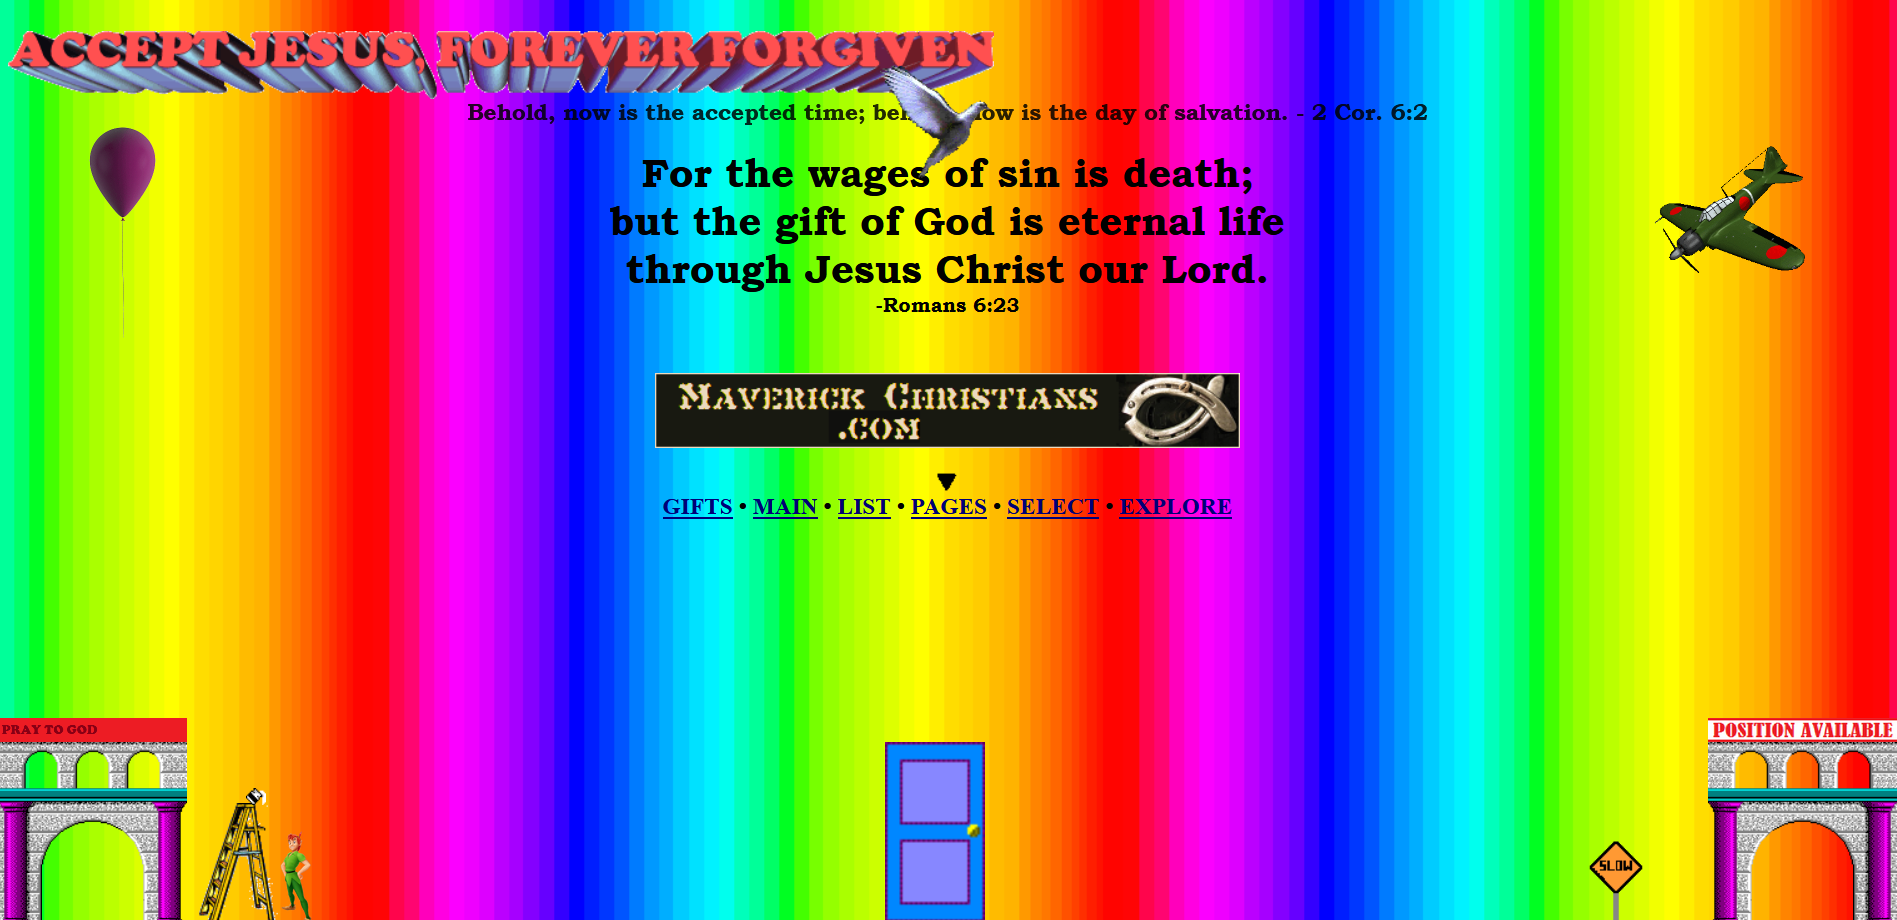 ACCEPT JESUS, FOREVER FORGIVEN
Behold, now is the accepted time; now is the day of salvation. - 2 Cor. 6:2
For the wages of sin is death;
but the gift of God is eternal life
through Jesus Christ our Lord.
-Romans 6:23
MAVERICK CHRISTIANS
.COM
GIFTS • MAIN • LIST • PAGES • SELECT • EXPLORE
PRAY TO GOD
POSITION AVAILABLE
SLOW